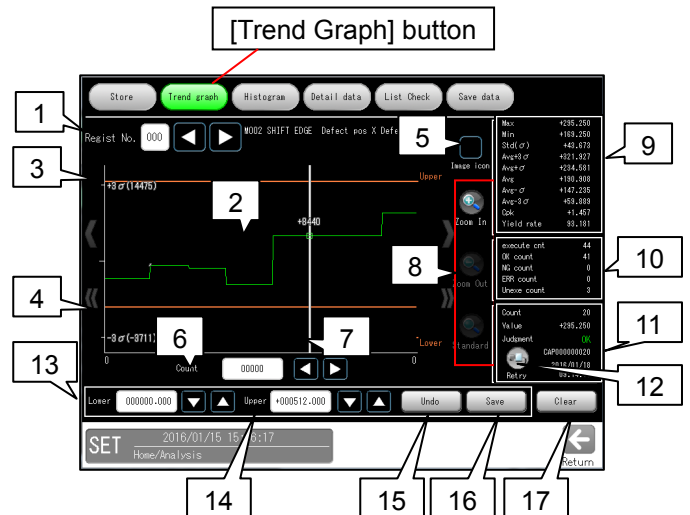 [Trend Graph] button
Store
Trend graph
Histogram
Detail data
List Check
Save data
1
Regist No.
000
M002 SHIFT EDGE Defect pos X Defe
5
Image icon
Max +295.250
Min +163.250
Std(σ) +43.673
Avg+3σ +321.927
Avg+σ +234.581
Avg +190.908
Avg-σ +147.235
Avg-3σ +59.889
Cpk +1.457
Yield rate 93.181
9
3
+3σ(14475)
Upper
2
+8440
Zoom In
8
Zoom Out
Standard
execute cnt 44
OK count 41
NG count 0
ERR count 0
Unexe count 3
10
4
-3σ(-3711)
Lower
6
7
0
0
Count
00000
Count 20
Value +295.250
Judgment OK
CAP000000020
2016/01/18
Retry
11
12
13
Lower
000000.000
Upper
+000512.000
Undo
Save
Clear
SET
2016/01/15
Home/Analysis
Return
14
15
16
17